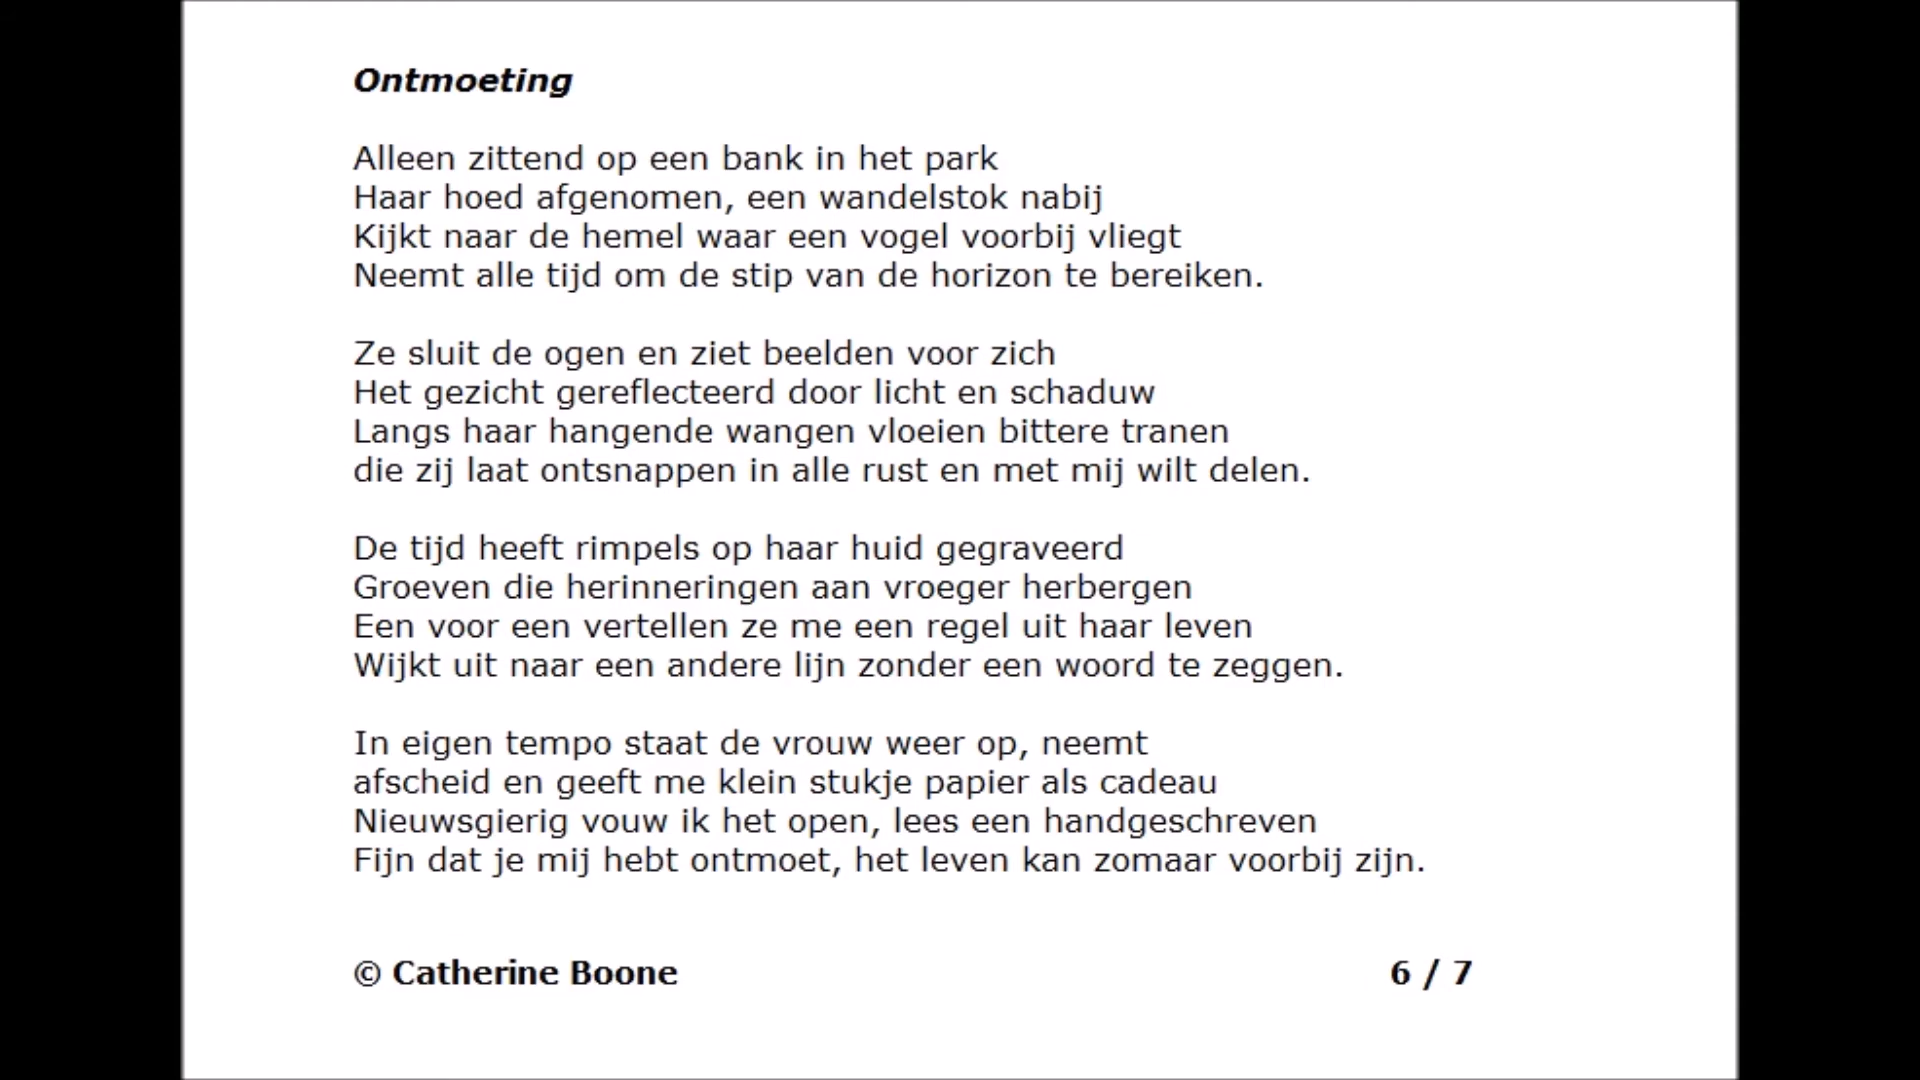 Ontmoeting
Alleen zittend op een bank in het park
Haar hoed afgenomen, een wandelstok nabij
Kijkt naar de hemel waar een vogel voorbij vliegt
Neemt alle tijd om de stip van de horizon te bereiken.
Ze sluit de ogen en ziet beelden voor zich
Het gezicht gereflecteerd door licht en schaduw
Langs haar hangende wangen vloeien bittere tranen
die zij laat ontsnappen in alle rust en met mij wilt delen.
De tijd heeft rimpels op haar huid gegraveerd
Groeven die herinneringen aan vroeger herbergen
Een voor een vertellen ze me een regel uit haar leven
Wijkt uit naar een andere lijn zonder een woord te zeggen.
In eigen tempo staat de vrouw weer op, neemt
afscheid en geeft me klein stukje papier als cadeau
Nieuwsgierig vouw ik het open, lees een handgeschreven
Fijn dat je mij hebt ontmoet, het leven kan zomaar voorbij zijn.
© Catherine Boone 6 / 7